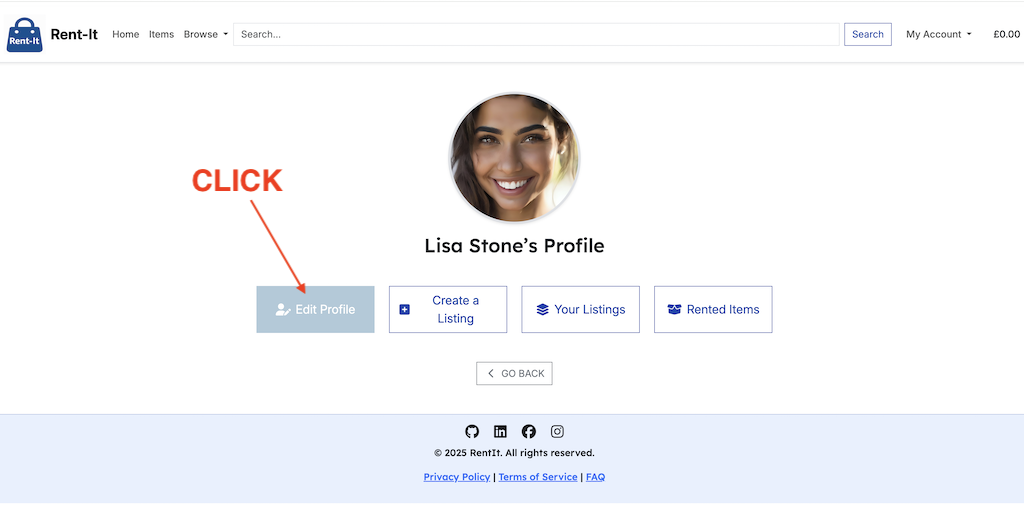 Rent-It Rent-It Home Items Browse Search... Search My Account £0.00
CLICK
Lisa Stone’s Profile
Edit Profile
Create a
Listing
Your Listings
Rented Items
GO BACK
© 2025 RentIt. All rights reserved.
Privacy Policy | Terms of Service | FAQ